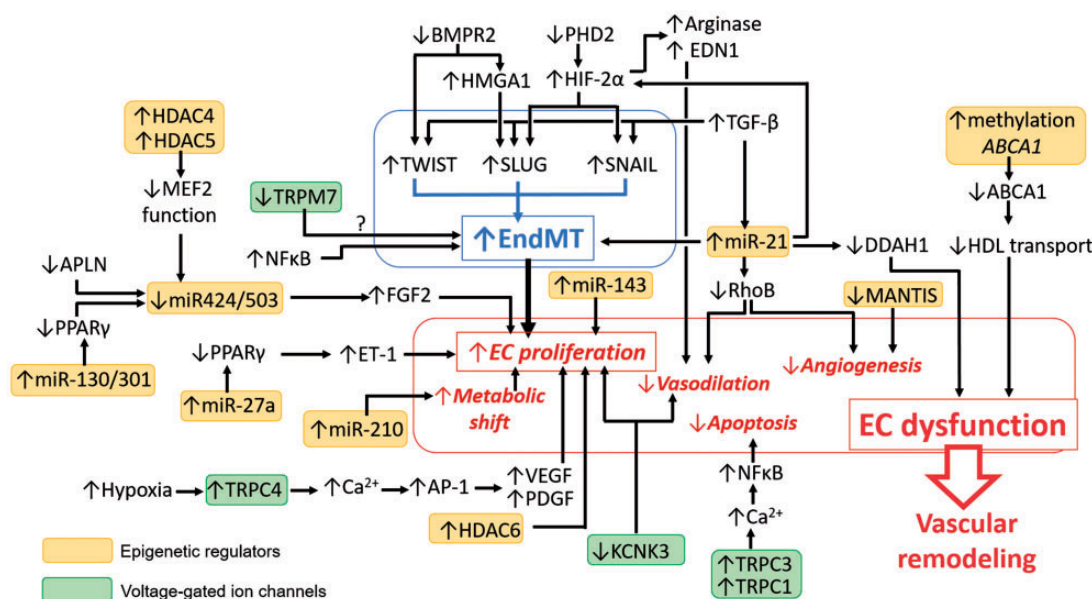 ↓BMPR2
↓PHD2
↑Arginase
↑ EDN1
↑HMGA1
↑HIF-2α
↑HDAC4
↑HDAC5
↑methylation
ABCA1
↑TGF-β
↑TWIST
↑SLUG
↑SNAIL
↓MEF2
function
↓TRPM7
?
↓ABCA1
↑EndMT
↑miR-21
↓DDAH1
↓HDL transport
↑NFκB
↓APLN
↓miR424/503
↑FGF2
↑miR-143
↓RhoB
↓MANTIS
↓PPARγ
↓PPARγ
↑ET-1
↑EC proliferation
↓Angiogenesis
↑miR-130/301
↑miR-27a
↑Metabolic
shift
↓Vasodilation
↑miR-210
↓Apoptosis
EC dysfunction
↑Hypoxia
↑TRPC4
↑Ca²⁺
↑AP-1
↑VEGF
↑PDGF
↑NFκB
↑HDAC6
↑Ca²⁺
Vascular
remodeling
↓KCNK3
↑TRPC3
↑TRPC1
Epigenetic regulators
Voltage-gated ion channels